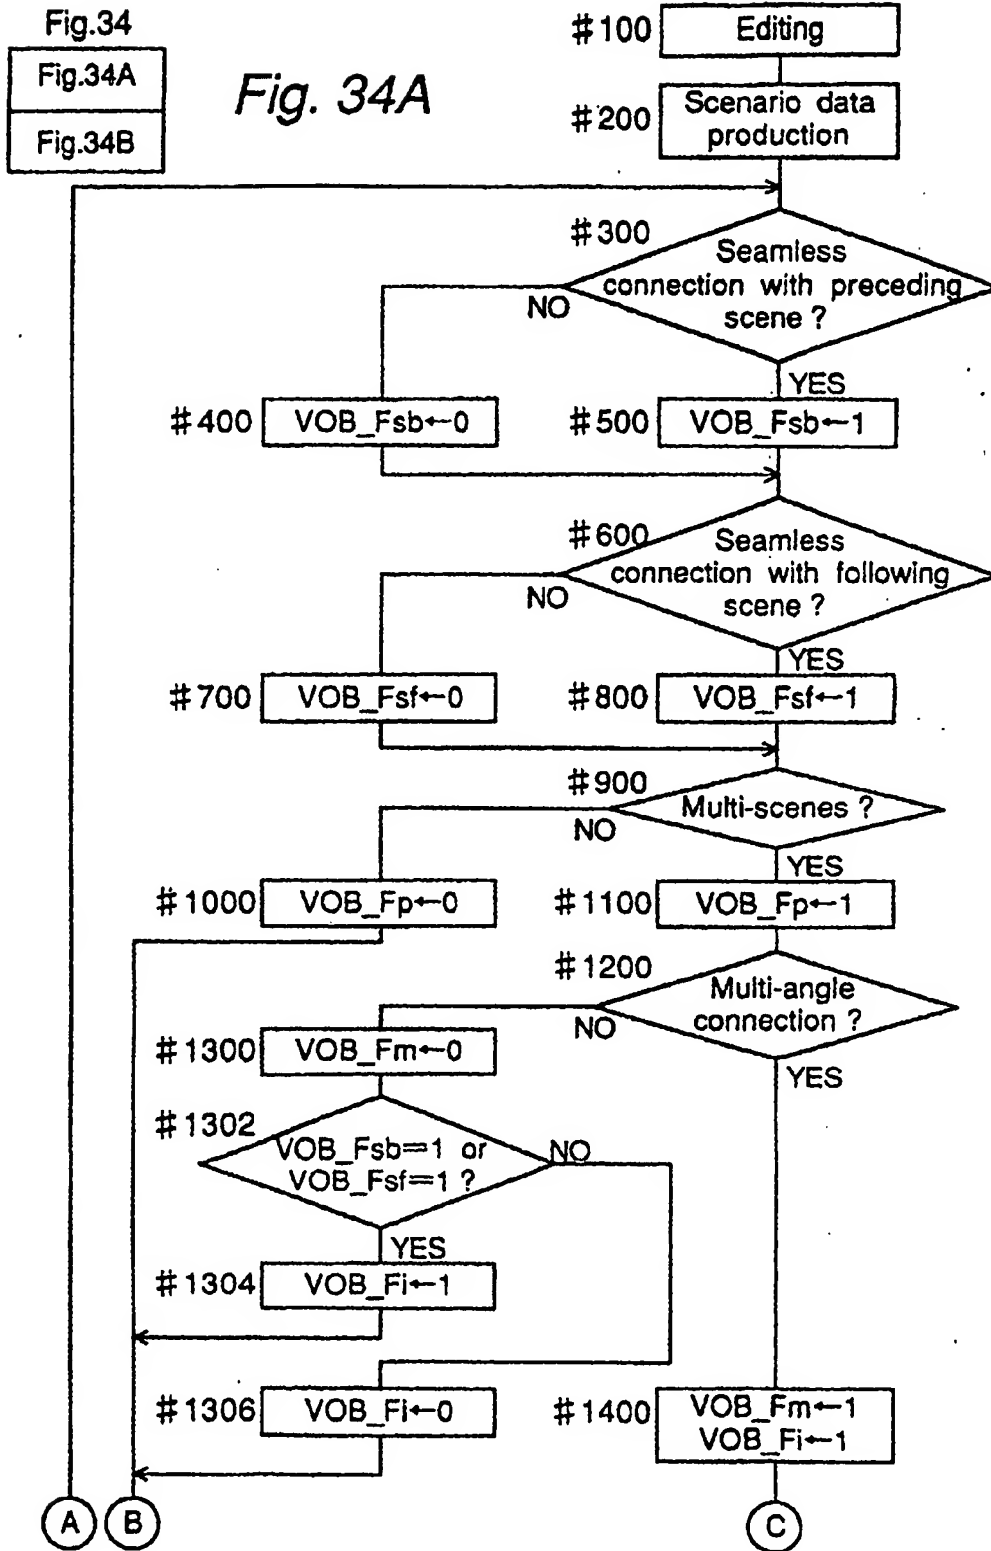 Fig.34
Fig.34A
Fig.34B
Fig. 34A
#100 Editing
#200 Scenario data
production
#300
Seamless
connection with preceding
scene ?
NO
YES
#400 VOB_Fsb←0
#500 VOB_Fsb←1
#600
Seamless
connection with following
scene ?
NO
YES
#700 VOB_Fsf←0
#800 VOB_Fsf←1
#900
Multi-scenes ?
NO
YES
#1000 VOB_Fp←0
#1100 VOB_Fp←1
#1200
Multi-angle
connection ?
NO
YES
#1300 VOB_Fm←0
#1302
VOB_Fsb=1 or
VOB_Fsf=1 ?
NO
YES
#1304 VOB_Fi←1
#1306 VOB_Fi←0
#1400 VOB_Fm←1
VOB_Fi←1
A B C